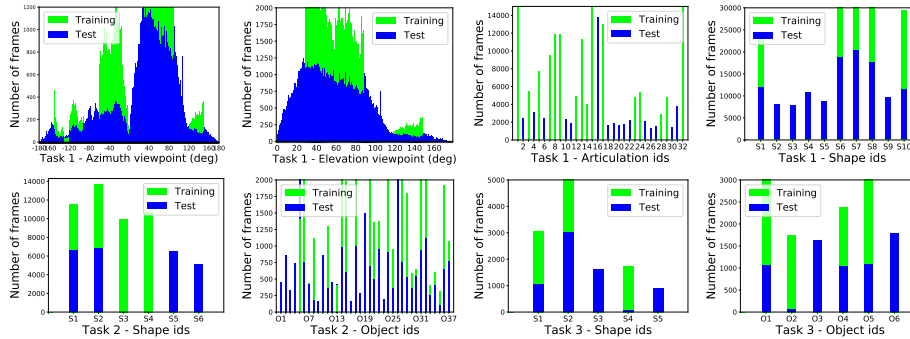 1200
1000
800
600
400
200
0
-180
-160
-120
-80
-40
0
40
80
120
160
180
Number of frames
Training
Test
Task 1 - Azimuth viewpoint (deg)
2000
1750
1500
1250
1000
750
500
250
0
40
80
120
160
180
Number of frames
Training
Test
Task 1 - Elevation viewpoint (deg)
15000
12500
10000
7500
5000
2500
0
2 4 6 8 10 12 14 16 18 20 22 24 26 28 30 32
Number of frames
Training
Test
Task 1 - Articulation ids
30000
25000
20000
15000
10000
5000
0
S1 S2 S3 S4 S5 S6 S7 S8 S9 S10
Number of frames
Training
Test
Task 1 - Shape ids
14000
12000
10000
8000
6000
4000
2000
0
S1 S2 S3 S4 S5 S6
Number of frames
Training
Test
Task 2 - Shape ids
2000
1750
1500
1250
1000
750
500
250
0
O1 O7 O13 O19 O25 O31 O37
Number of frames
Training
Test
Task 2 - Object ids
5000
4000
3000
2000
1000
0
S1 S2 S3 S4 S5
Number of frames
Training
Test
Task 3 - Shape ids
3000
2500
2000
1500
1000
500
0
O1 O2 O3 O4 O5 O6
Number of frames
Training
Test
Task 3 - Object ids